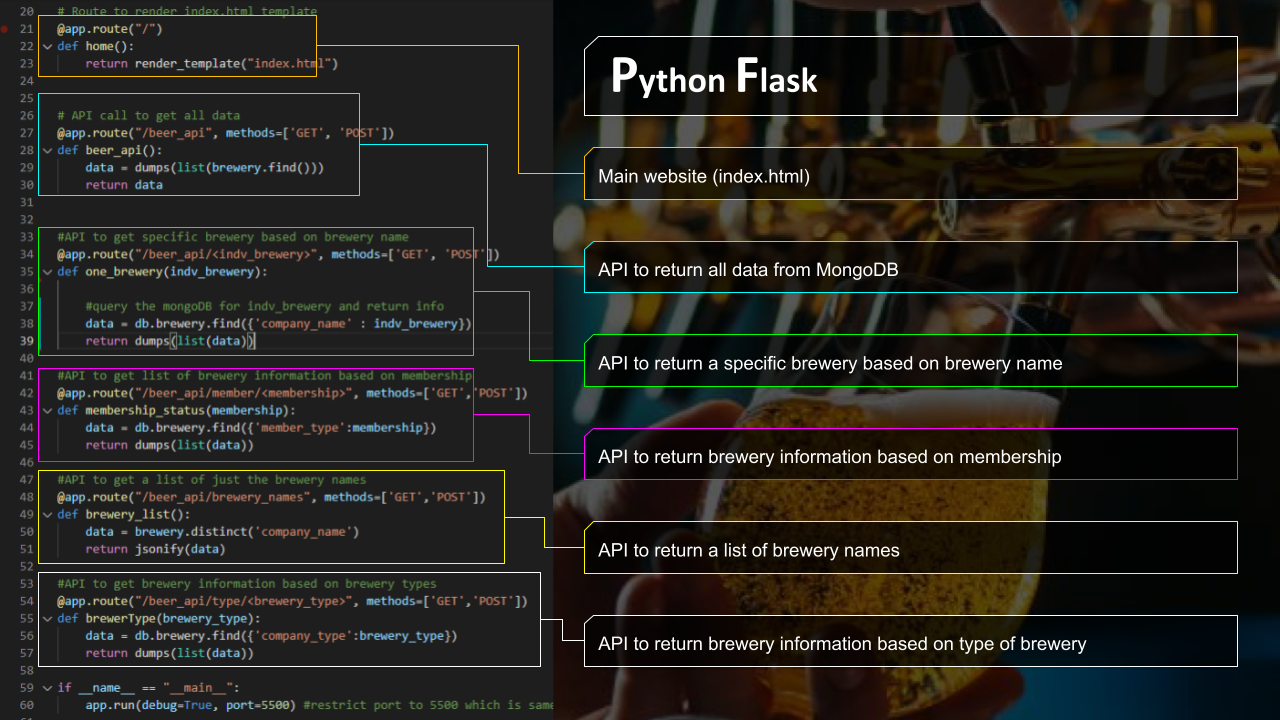 20 # Route to render index.html template
21 @app.route("/")
22 def home():
23 return render_template("index.html")
24
25
26 # API call to get all data
27 @app.route("/beer_api", methods=['GET', 'POST'])
28 def beer_api():
29 data = dumps(list(brewery.find()))
30 return data
31
32
33 #API to get specific brewery based on brewery name
34 @app.route("/beer_api/<indv_brewery>", methods=['GET', 'POST'])
35 def one_brewery(indv_brewery):
36
37 #query the mongoDB for indv_brewery and return info
38 data = db.brewery.find({'company_name' : indv_brewery})
39 return dumps(list(data))
40
41 #API to get list of brewery information based on membership
42 @app.route("/beer_api/member/<membership>", methods=['GET','POST'])
43 def membership_status(membership):
44 data = db.brewery.find({'member_type':membership})
45 return dumps(list(data))
46
47 #API to get a list of just the brewery names
48 @app.route("/beer_api/brewery_names", methods=['GET','POST'])
49 def brewery_list():
50 data = brewery.distinct('company_name')
51 return jsonify(data)
52
53 #API to get brewery information based on brewery types
54 @app.route("/beer_api/type/<brewery_type>", methods=['GET','POST'])
55 def brewerType(brewery_type):
56 data = db.brewery.find({'company_type':brewery_type})
57 return dumps(list(data))
58
59 if __name__ == "__main__":
60 app.run(debug=True, port=5500) #restrict port to 5500 which is same
Python Flask
Main website (index.html)
API to return all data from MongoDB
API to return a specific brewery based on brewery name
API to return brewery information based on membership
API to return a list of brewery names
API to return brewery information based on type of brewery